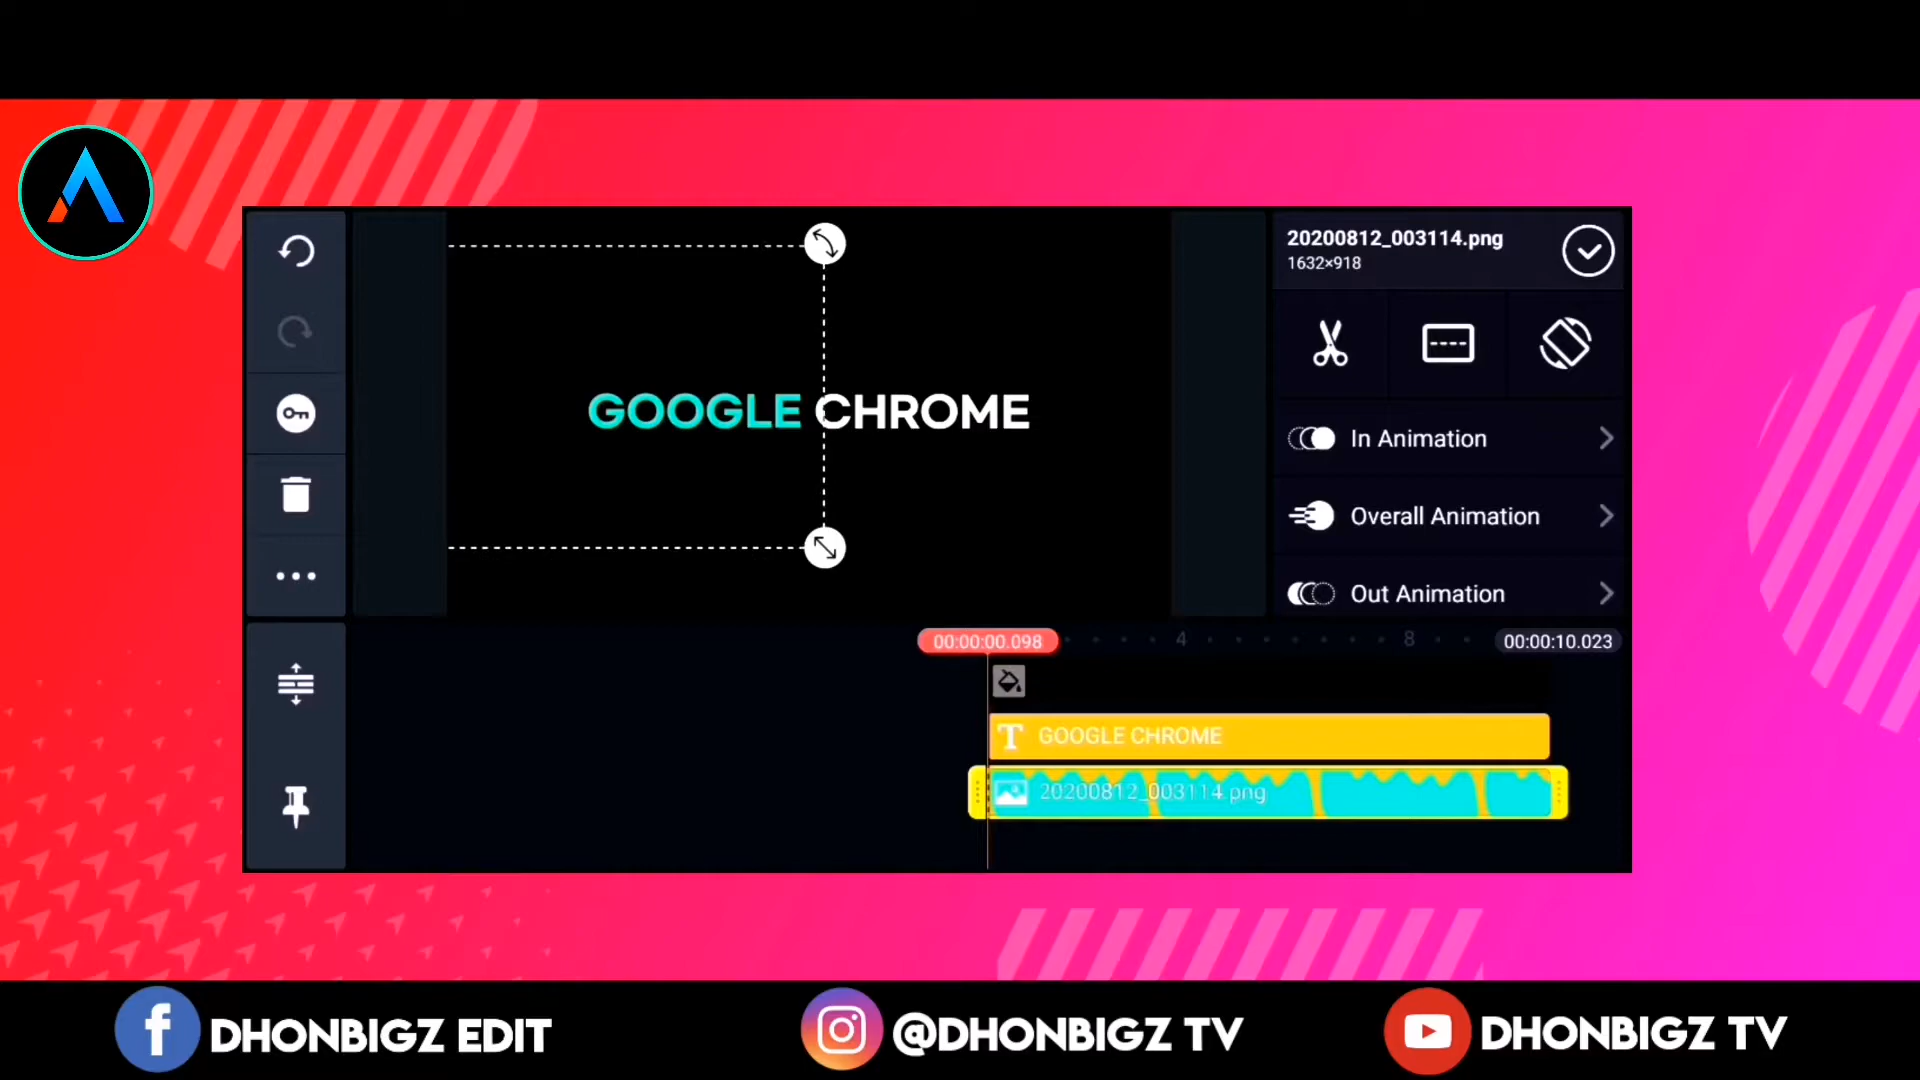 20200812_003114.png
1632×918
GOOGLE CHROME
In Animation
Overall Animation
Out Animation
00:00:00.098
4
8
00:00:10.023
T GOOGLE CHROME
20200812_003114.png
DHONBIGZ EDIT
@DHONBIGZ TV
DHONBIGZ TV